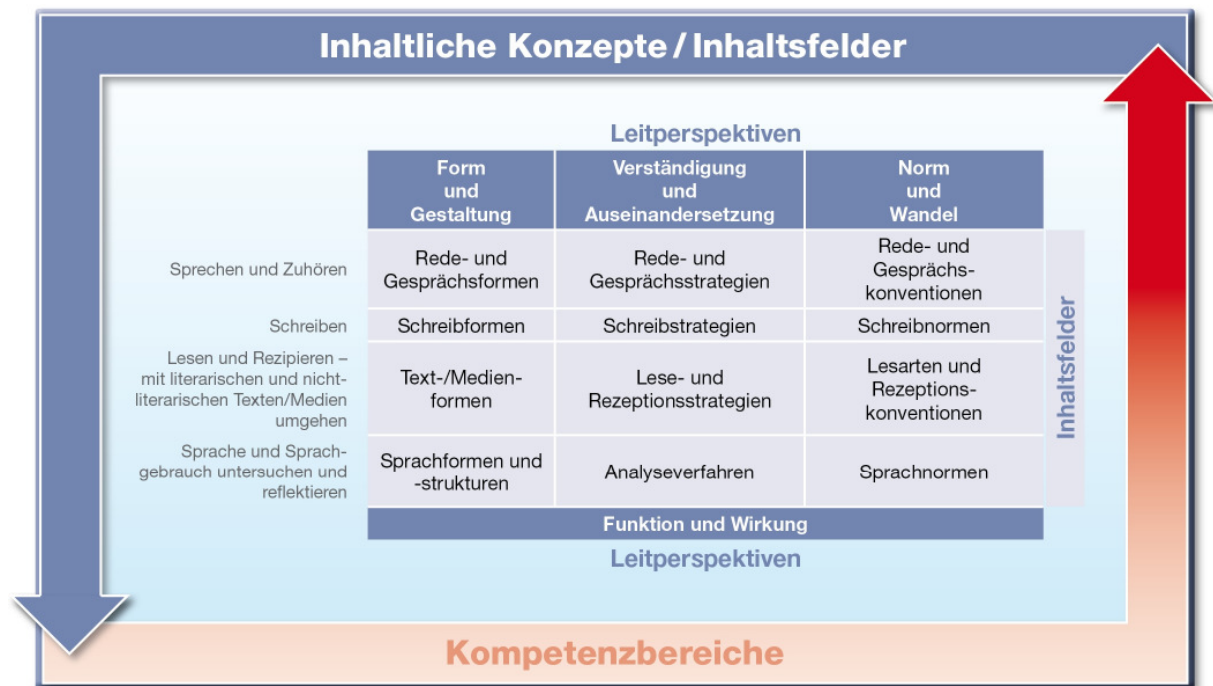 Inhaltliche Konzepte / Inhaltsfelder
Leitperspektiven
Form
und
Gestaltung
Verständigung
und
Auseinandersetzung
Norm
und
Wandel
Sprechen und Zuhören
Rede- und
Gesprächsformen
Rede- und
Gesprächsstrategien
Rede- und
Gesprächs-
konventionen
Schreiben
Schreibformen
Schreibstrategien
Schreibnormen
Lesen und Rezipieren –
mit literarischen und nicht-
literarischen Texten/Medien
umgehen
Text-/Medien-
formen
Lese- und
Rezeptionsstrategien
Lesarten und
Rezeptions-
konventionen
Sprache und Sprach-
gebrauch untersuchen und
reflektieren
Sprachformen und
-strukturen
Analyseverfahren
Sprachnormen
Inhaltsfelder
Funktion und Wirkung
Leitperspektiven
Kompetenzbereiche